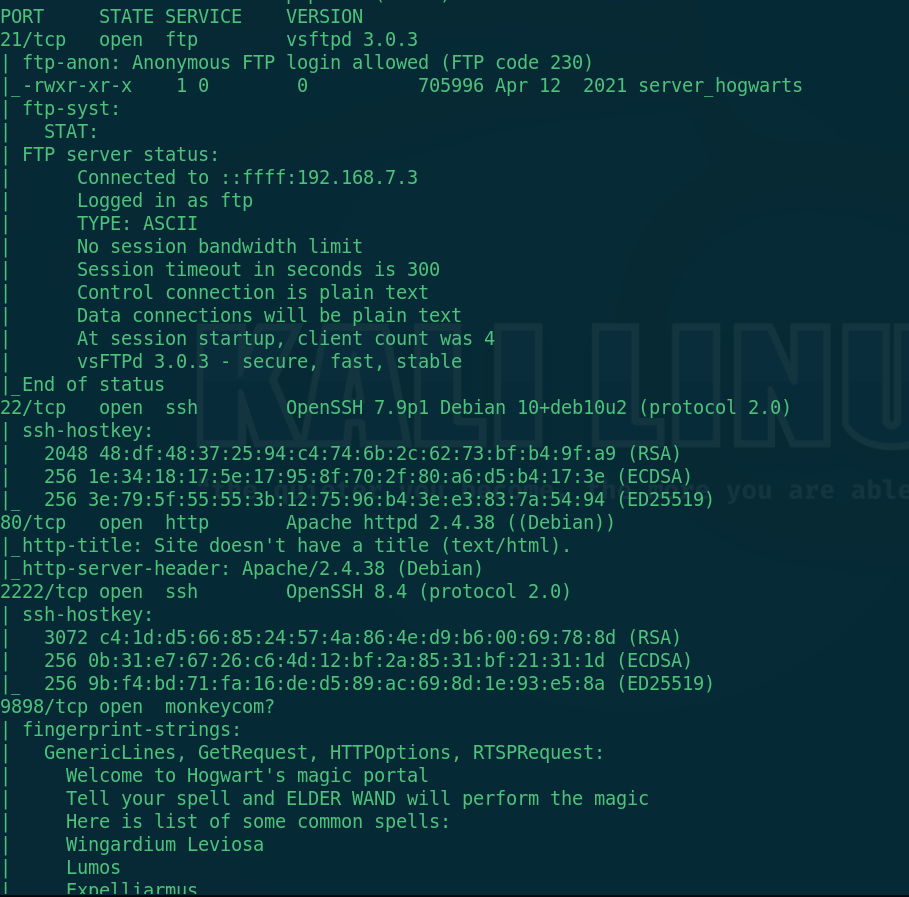 PORT     STATE SERVICE    VERSION
21/tcp   open  ftp        vsftpd 3.0.3
| ftp-anon: Anonymous FTP login allowed (FTP code 230)
|_-rwxr-xr-x    1 0        0          705996 Apr 12  2021 server_hogwarts
| ftp-syst:
|   STAT:
| FTP server status:
|      Connected to ::ffff:192.168.7.3
|      Logged in as ftp
|      TYPE: ASCII
|      No session bandwidth limit
|      Session timeout in seconds is 300
|      Control connection is plain text
|      Data connections will be plain text
|      At session startup, client count was 4
|      vsFTPd 3.0.3 - secure, fast, stable
|_End of status
22/tcp   open  ssh        OpenSSH 7.9p1 Debian 10+deb10u2 (protocol 2.0)
| ssh-hostkey:
|   2048 48:df:48:37:25:94:c4:74:6b:2c:62:73:bf:b4:9f:a9 (RSA)
|   256 1e:34:18:17:5e:17:95:8f:70:2f:80:a6:d5:b4:17:3e (ECDSA)
|_  256 3e:79:5f:55:55:3b:12:75:96:b4:3e:e3:83:7a:54:94 (ED25519)
80/tcp   open  http       Apache httpd 2.4.38 ((Debian))
|_http-title: Site doesn't have a title (text/html).
|_http-server-header: Apache/2.4.38 (Debian)
2222/tcp open  ssh        OpenSSH 8.4 (protocol 2.0)
| ssh-hostkey:
|   3072 c4:1d:d5:66:85:24:57:4a:86:4e:d9:b6:00:69:78:8d (RSA)
|   256 0b:31:e7:67:26:c6:4d:12:bf:2a:85:31:bf:21:31:1d (ECDSA)
|_  256 9b:f4:bd:71:fa:16:de:d5:89:ac:69:8d:1e:93:e5:8a (ED25519)
9898/tcp open  monkeycom?
| fingerprint-strings:
|   GenericLines, GetRequest, HTTPOptions, RTSPRequest:
|     Welcome to Hogwart's magic portal
|     Tell your spell and ELDER WAND will perform the magic
|     Here is list of some common spells:
|     Wingardium Leviosa
|     Lumos
|     Expelliarmus
KALI LINU
you are able